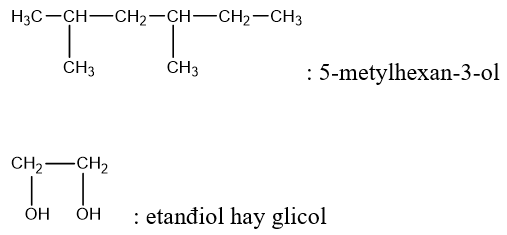 H₃C—CH—CH₂—CH—CH₂—CH₃
CH₃ CH₃
: 5-metylhexan-3-ol
CH₂—CH₂
OH OH : etanđiol hay glicol